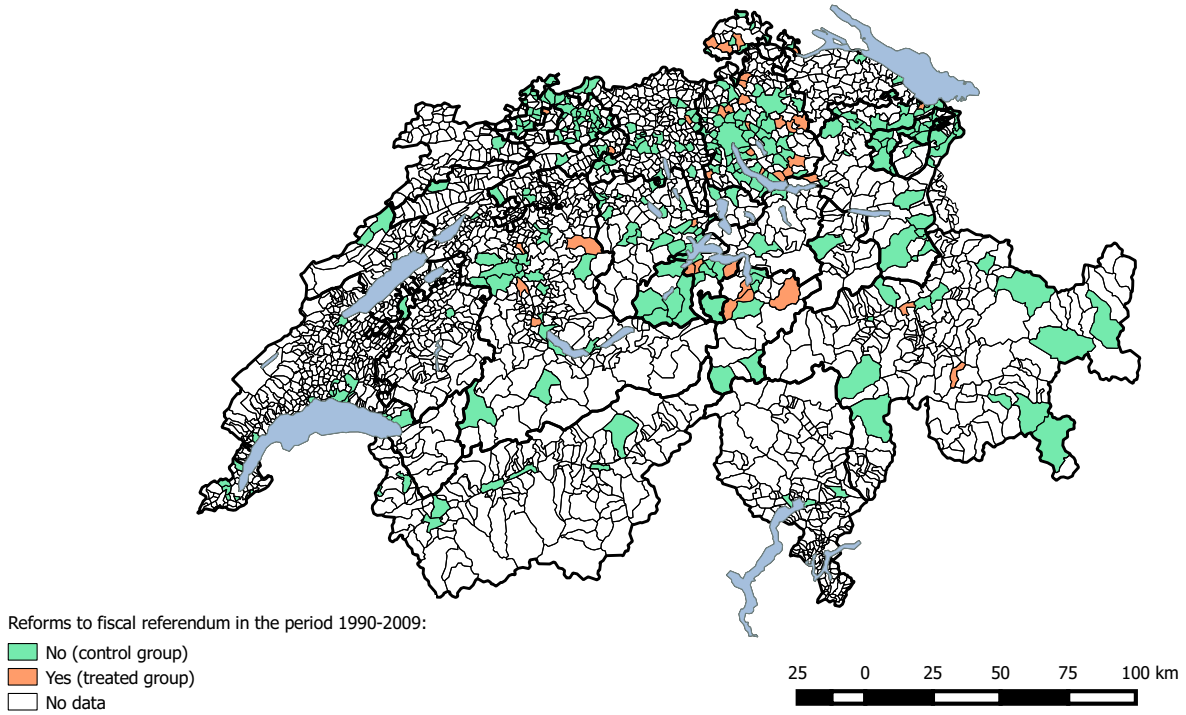 Reforms to fiscal referendum in the period 1990-2009:
No (control group)
Yes (treated group)
No data
25 0 25 50 75 100 km